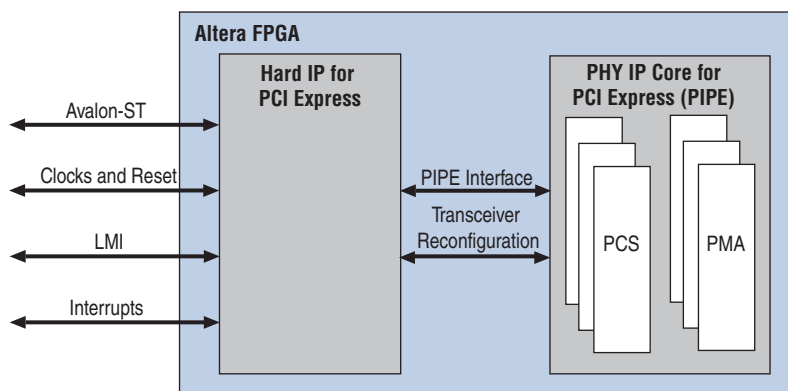 Altera FPGA
Hard IP for
PCI Express
PHY IP Core for
PCI Express (PIPE)
Avalon-ST
Clocks and Reset
LMI
Interrupts
PIPE Interface
Transceiver
Reconfiguration
PCS
PMA